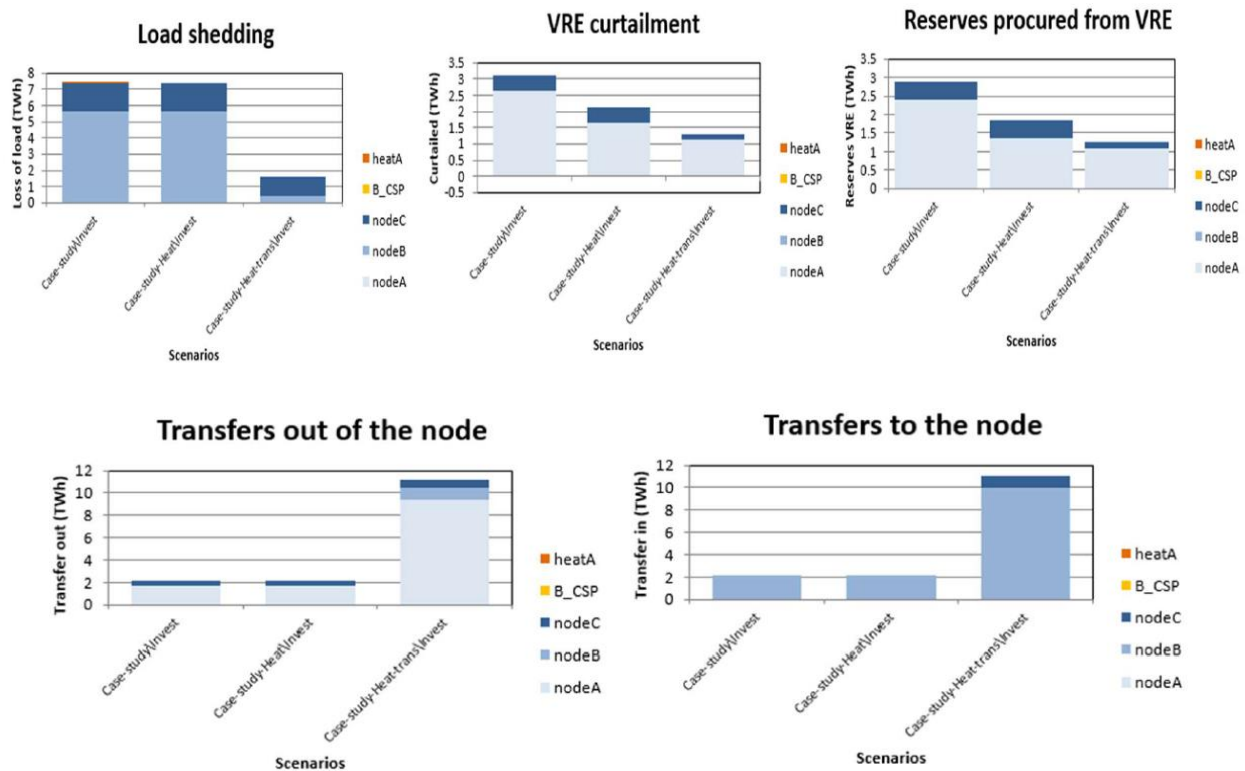 Load shedding
Loss of load (TWh)
8
7
6
5
4
3
2
1
0
Case-study\Invest
Case-study-Heat\Invest
Case-study-Heat-trans\Invest
Scenarios
heatA
B_CSP
nodeC
nodeB
nodeA
VRE curtailment
Curtailed (TWh)
3.5
3
2.5
2
1.5
1
0.5
0
-0.5
Case-study\Invest
Case-study-Heat\Invest
Case-study-Heat-trans\Invest
Scenarios
heatA
B_CSP
nodeC
nodeB
nodeA
Reserves procured from VRE
Reserves VRE (TWh)
3.5
3
2.5
2
1.5
1
0.5
0
Case-study\Invest
Case-study-Heat\Invest
Case-study-Heat-trans\Invest
Scenarios
heatA
B_CSP
nodeC
nodeB
nodeA
Transfers out of the node
Transfer out (TWh)
12
10
8
6
4
2
0
Case-study\Invest
Case-study-Heat\Invest
Case-study-Heat-trans\Invest
Scenarios
heatA
B_CSP
nodeC
nodeB
nodeA
Transfers to the node
Transfer in (TWh)
12
10
8
6
4
2
0
Case-study\Invest
Case-study-Heat\Invest
Case-study-Heat-trans\Invest
Scenarios
heatA
B_CSP
nodeC
nodeB
nodeA